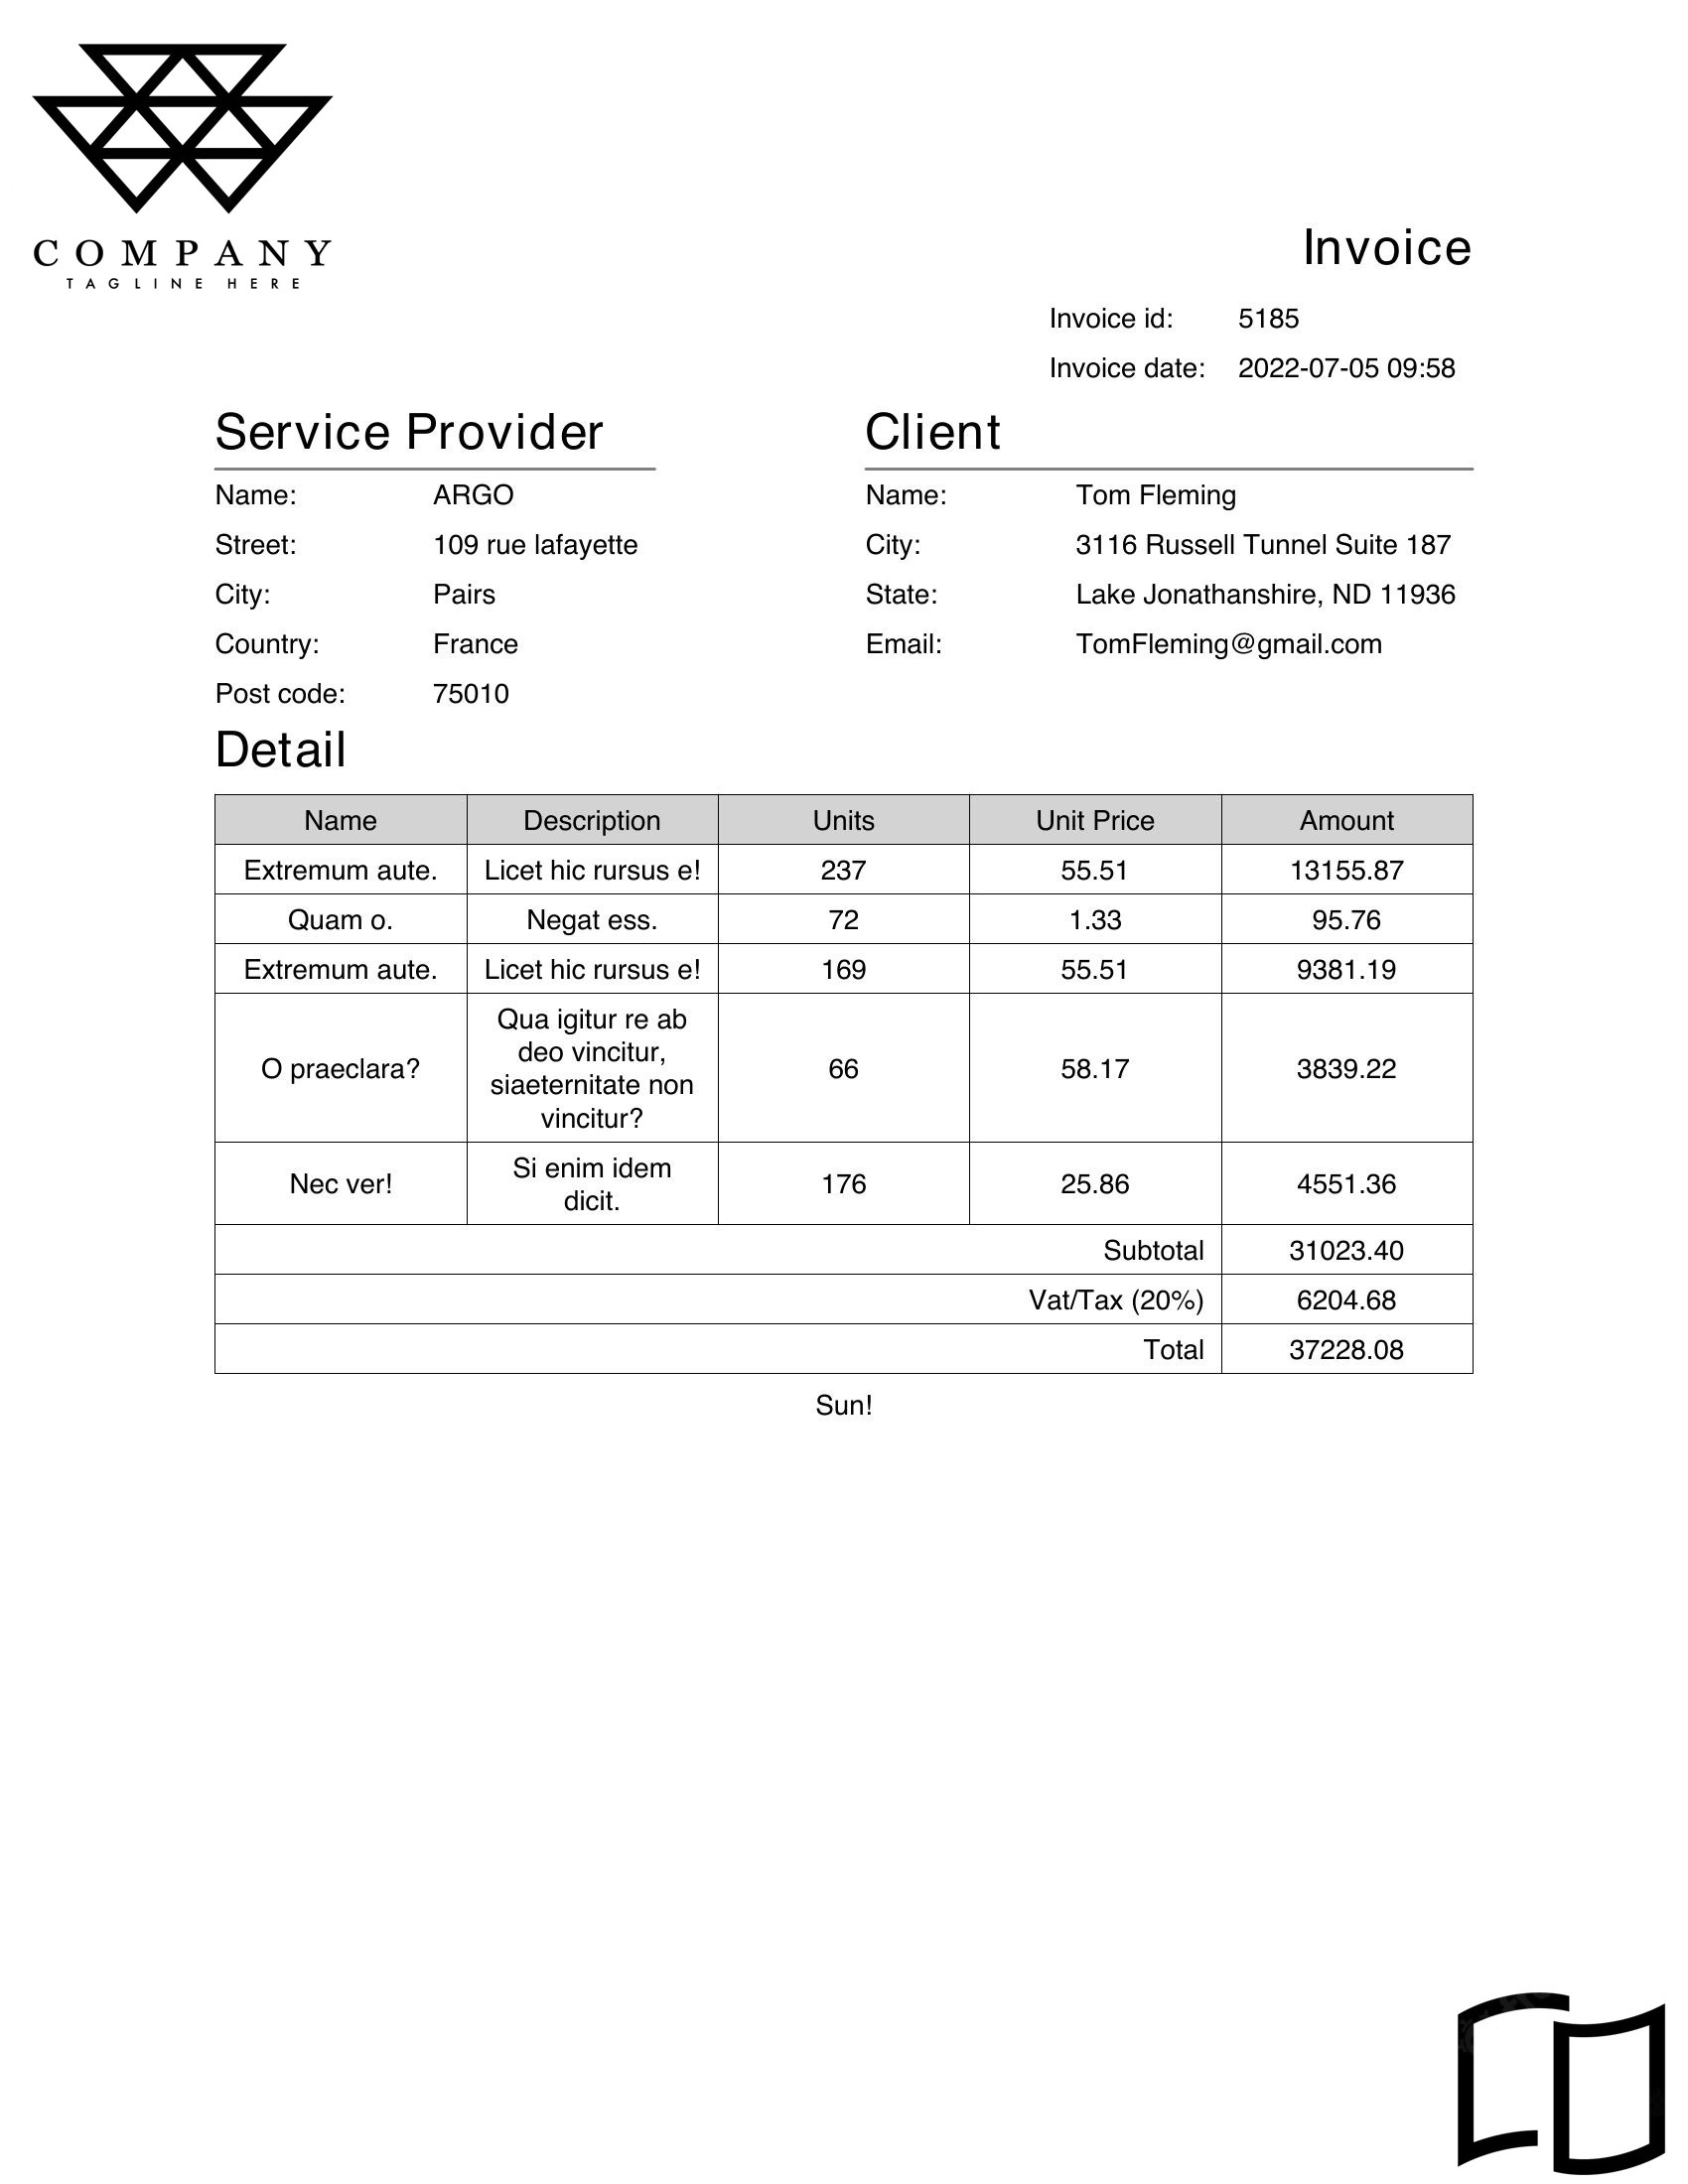 COMPANY
TAGLINE HERE
Invoice
Invoice id: 5185
Invoice date: 2022-07-05 09:58
Service Provider
Name: ARGO
Street: 109 rue lafayette
City: Pairs
Country: France
Post code: 75010
Client
Name: Tom Fleming
City: 3116 Russell Tunnel Suite 187
State: Lake Jonathanshire, ND 11936
Email: TomFleming@gmail.com
Detail
Name Description Units Unit Price Amount
Extremum aute. Licet hic rursus e! 237 55.51 13155.87
Quam o. Negat ess. 72 1.33 95.76
Extremum aute. Licet hic rursus e! 169 55.51 9381.19
O praeclara? Qua igitur re ab
deo vincitur,
siaeternitate non
vincitur? 66 58.17 3839.22
Nec ver! Si enim idem
dicit. 176 25.86 4551.36
Subtotal 31023.40
Vat/Tax (20%) 6204.68
Total 37228.08
Sun!